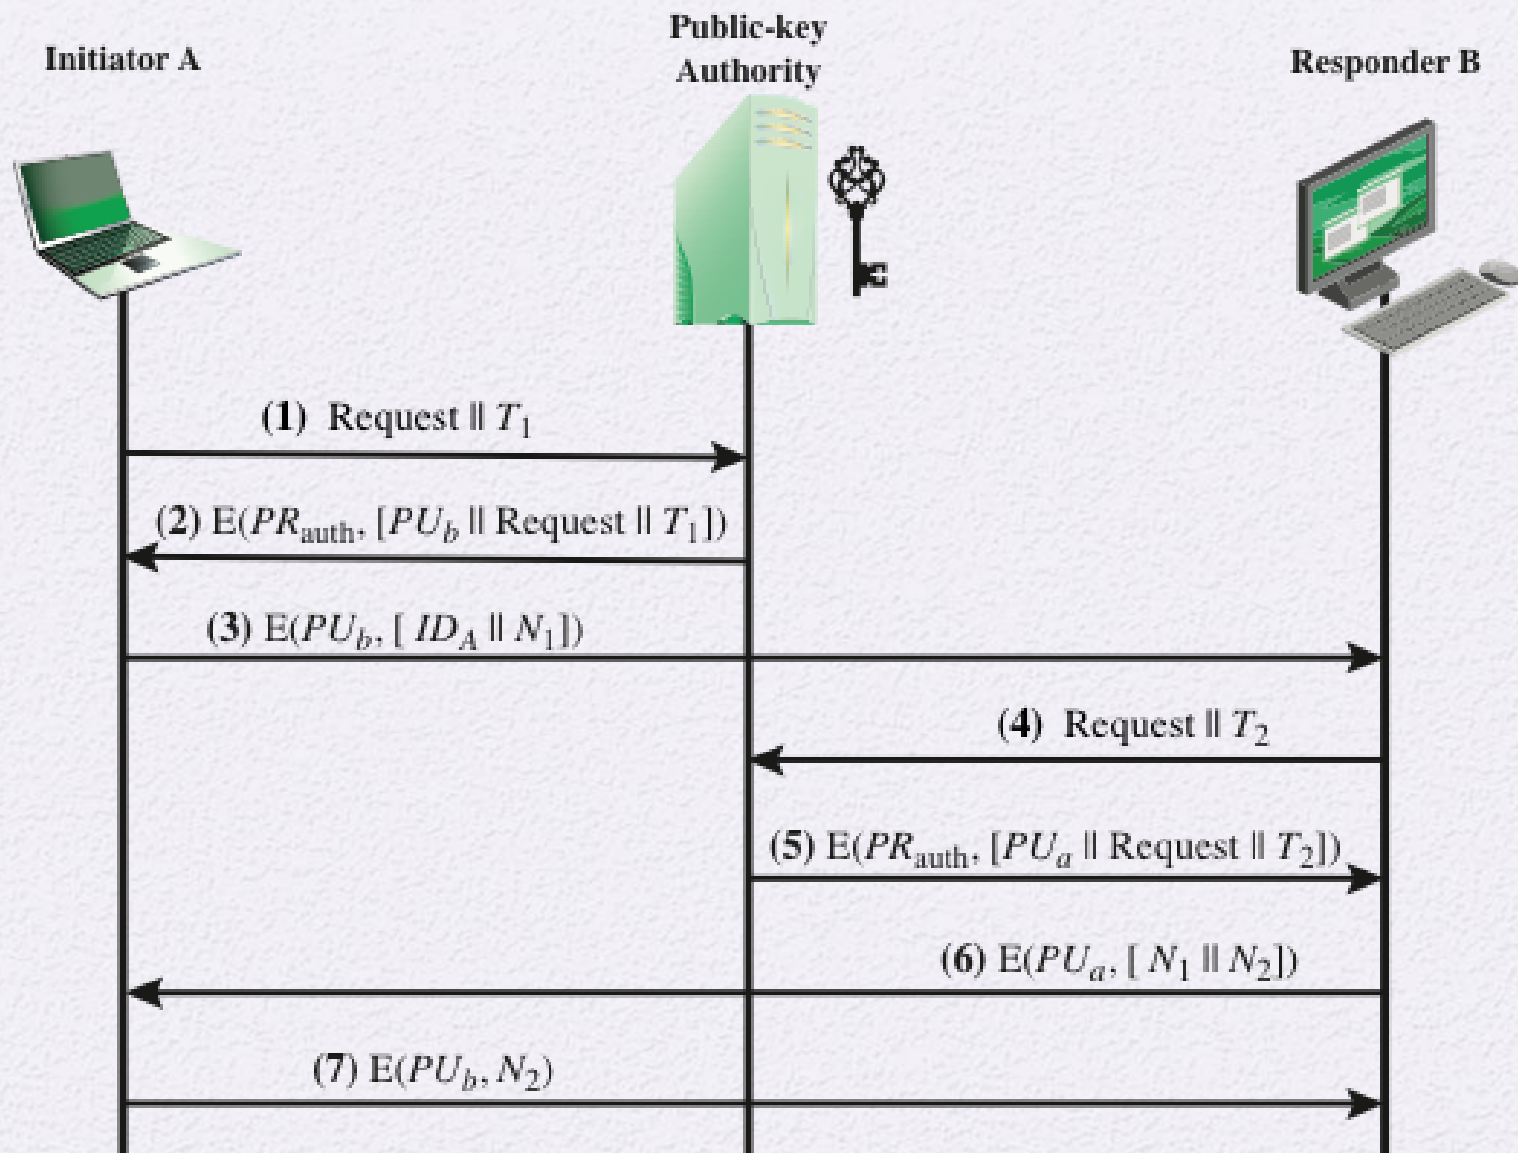 Initiator A
Public-key
Authority
Responder B
(1) Request || T1
(2) E(PRauth, [PUb || Request || T1])
(3) E(PUb, [ IDA || N1])
(4) Request || T2
(5) E(PRauth, [PUa || Request || T2])
(6) E(PUa, [ N1 || N2])
(7) E(PUb, N2)